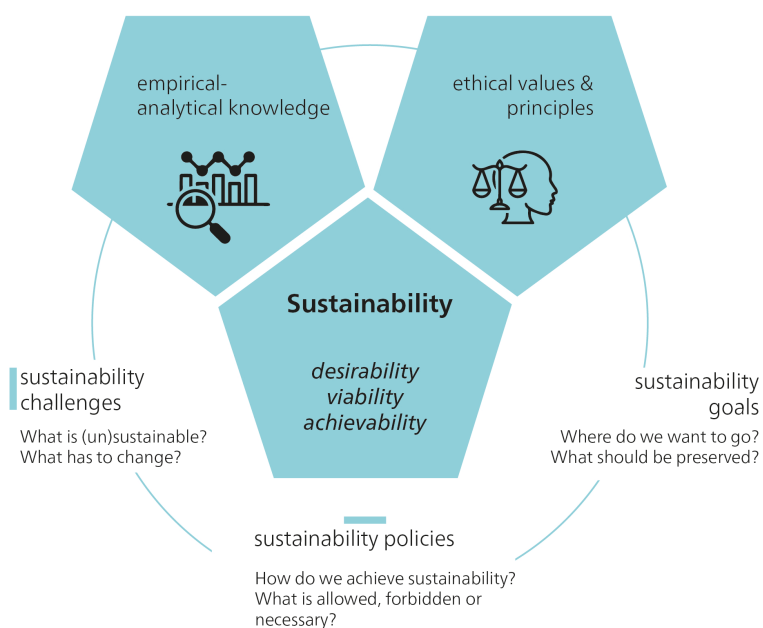 empirical-
analytical knowledge
ethical values &
principles
Sustainability
desirability
viability
achievability
sustainability
challenges
What is (un)sustainable?
What has to change?
sustainability
goals
Where do we want to go?
What should be preserved?
sustainability policies
How do we achieve sustainability?
What is allowed, forbidden or
necessary?